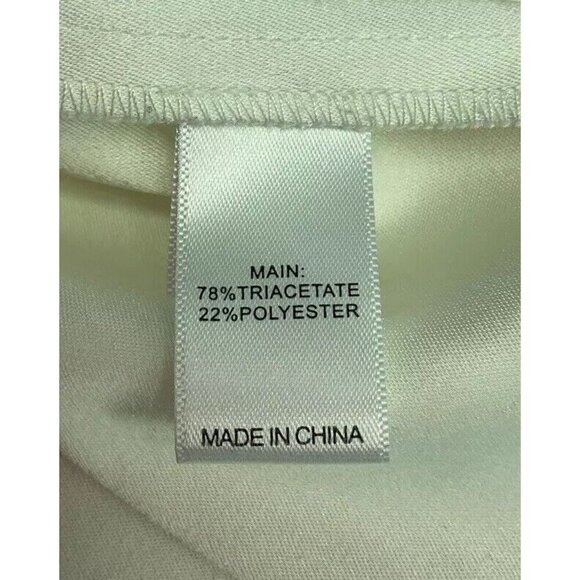 MAIN:
78%TRIACETATE
22%POLYESTER
MADE IN CHINA